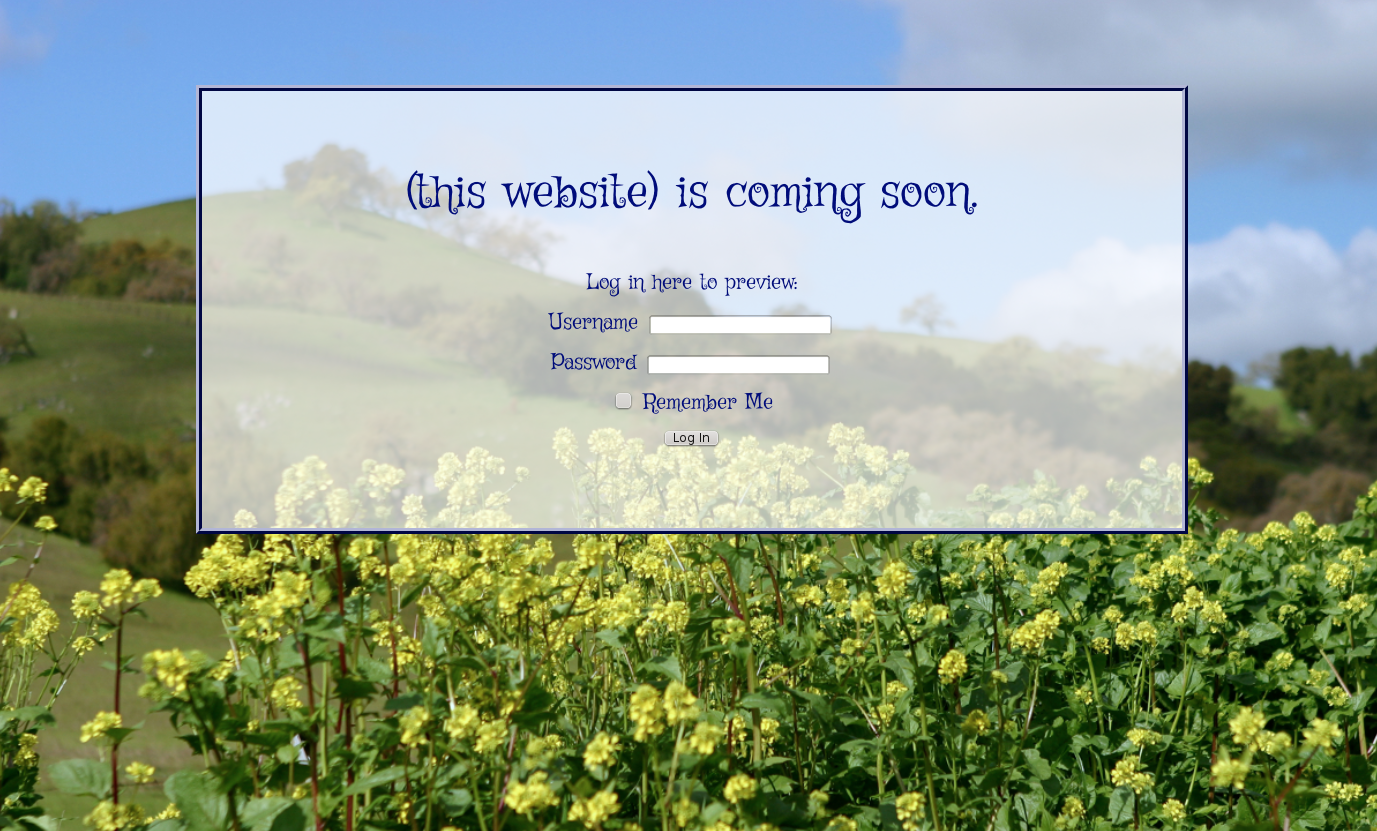 (this website) is coming soon.
Log in here to preview:
Username
Password
Remember Me
Log In